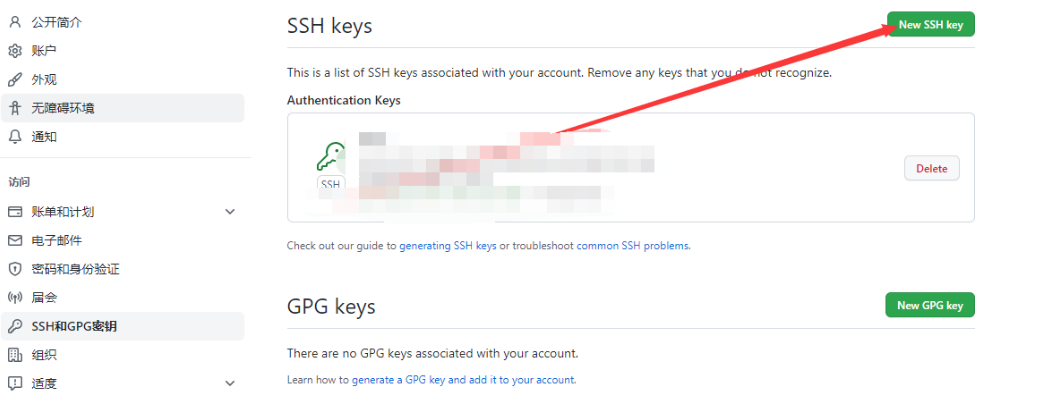 公开简介
账户
外观
无障碍环境
通知
访问
账单和计划
电子邮件
密码和身份验证
届会
SSH和GPG密钥
组织
适度
SSH keys
New SSH key
This is a list of SSH keys associated with your account. Remove any keys that you do not recognize.
Authentication Keys
SSH
Delete
Check out our guide to generating SSH keys or troubleshoot common SSH problems.
GPG keys
New GPG key
There are no GPG keys associated with your account.
Learn how to generate a GPG key and add it to your account.